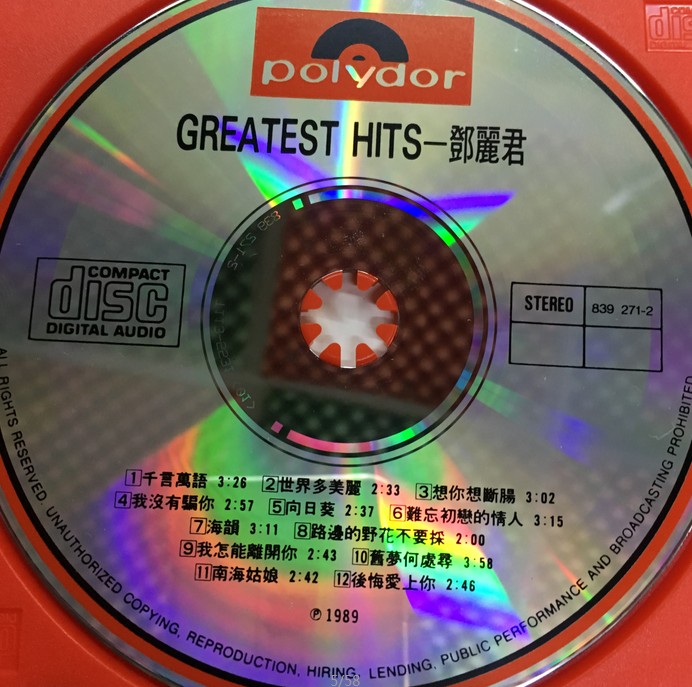 polydor
GREATEST HITS—鄧麗君
COMPACT
disc
DIGITAL AUDIO
STEREO 839 271-2
1 千言萬語 3:26 2 世界多美麗 2:33 3 想你想斷腸 3:02
4 我沒有騙你 2:57 5 向日葵 2:37 6 難忘初戀的情人 3:15
7 海韻 3:11 8 路邊的野花不要採 2:00
9 我怎能離開你 2:43 10 舊夢何處尋 3:58
11 南海姑娘 2:42 12 後悔愛上你 2:46
℗ 1989
ALL RIGHTS RESERVED. UNAUTHORIZED COPYING, REPRODUCTION, HIRING, LENDING, PUBLIC PERFORMANCE AND BROADCASTING PROHIBITED
5/58